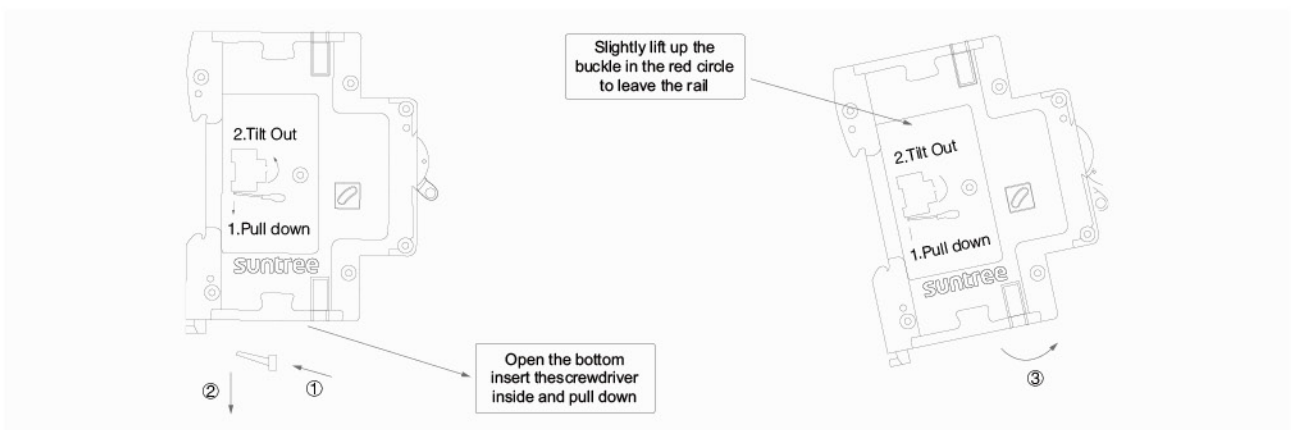 2.Tilt Out
1.Pull down
suntree
②
①
Open the bottom
insert thescrewdriver
inside and pull down
Slightly lift up the
buckle in the red circle
to leave the rail
2.Tilt Out
1.Pull down
suntree
③